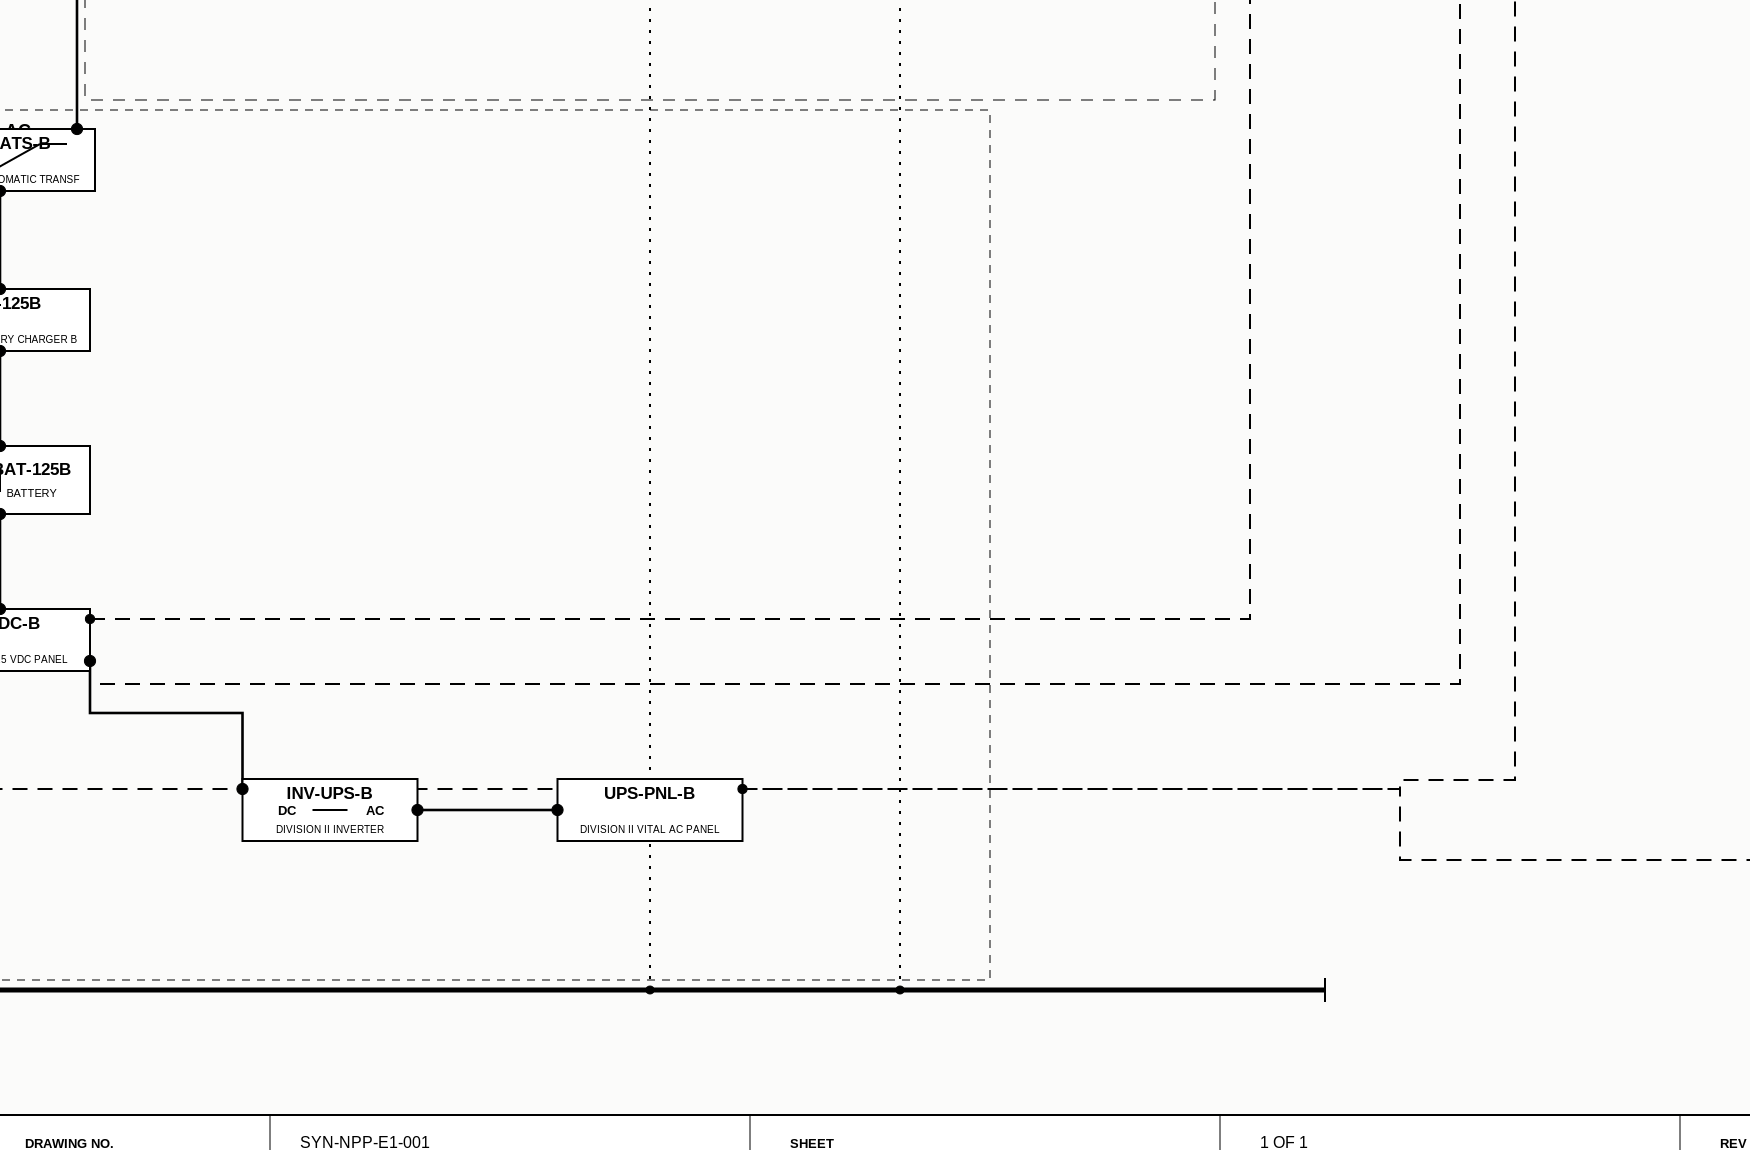 AC
ATS-B
OMATIC TRANSF
-125B
RY CHARGER B
BAT-125B
BATTERY
DC-B
5 VDC PANEL
INV-UPS-B
DC AC
DIVISION II INVERTER
UPS-PNL-B
DIVISION II VITAL AC PANEL
DRAWING NO. SYN-NPP-E1-001 SHEET 1 OF 1 REV